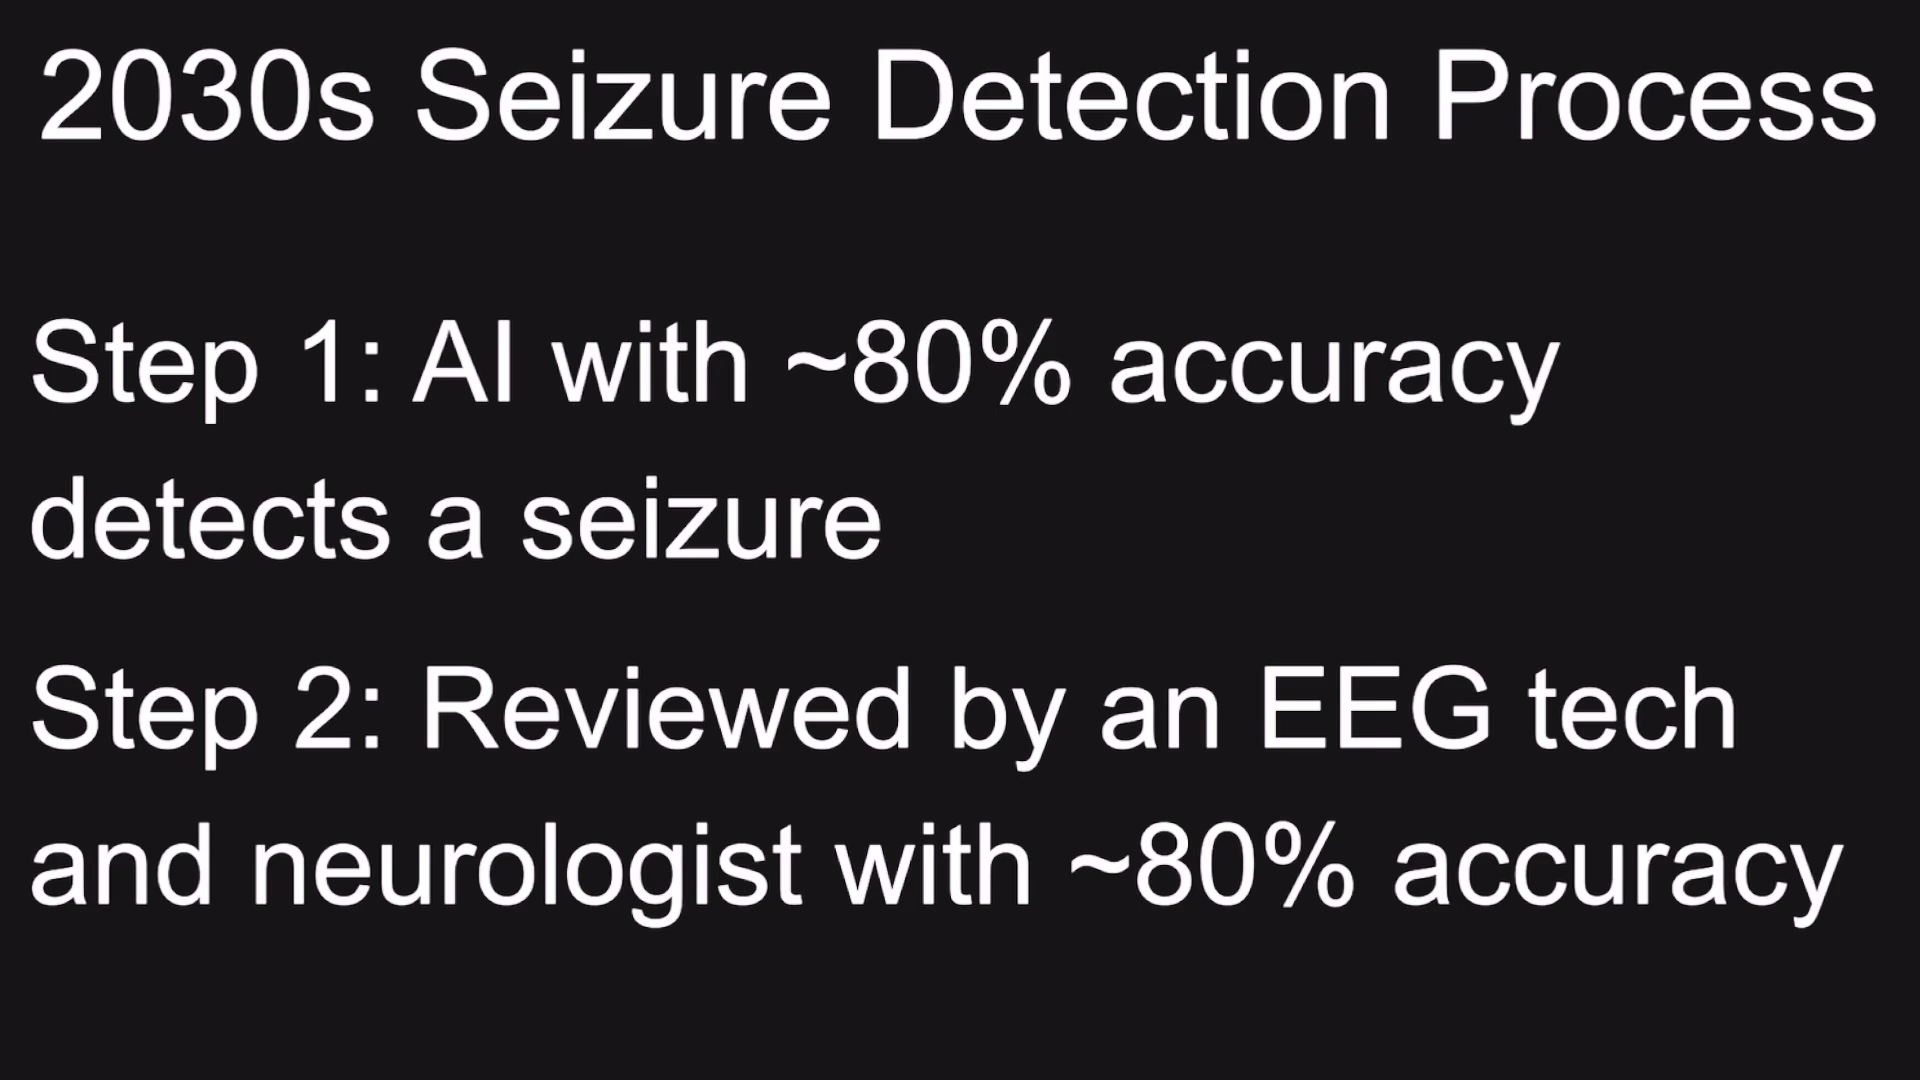 2030s Seizure Detection Process
Step 1: AI with ~80% accuracy
detects a seizure
Step 2: Reviewed by an EEG tech
and neurologist with ~80% accuracy